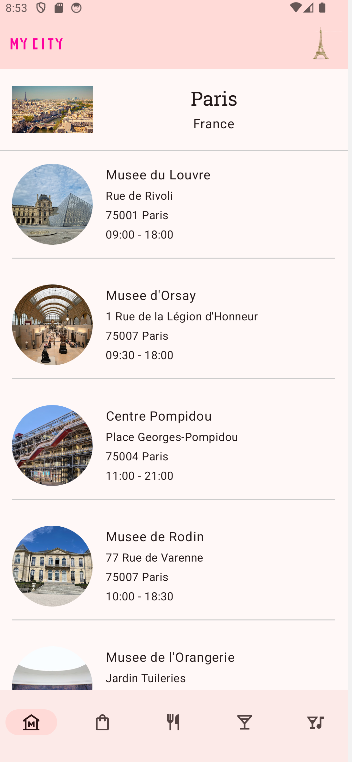 8:53
MY CITY
Paris
France
Musee du Louvre
Rue de Rivoli
75001 Paris
09:00 - 18:00
Musee d'Orsay
1 Rue de la Légion d'Honneur
75007 Paris
09:30 - 18:00
Centre Pompidou
Place Georges-Pompidou
75004 Paris
11:00 - 21:00
Musee de Rodin
77 Rue de Varenne
75007 Paris
10:00 - 18:30
Musee de l'Orangerie
Jardin Tuileries
M